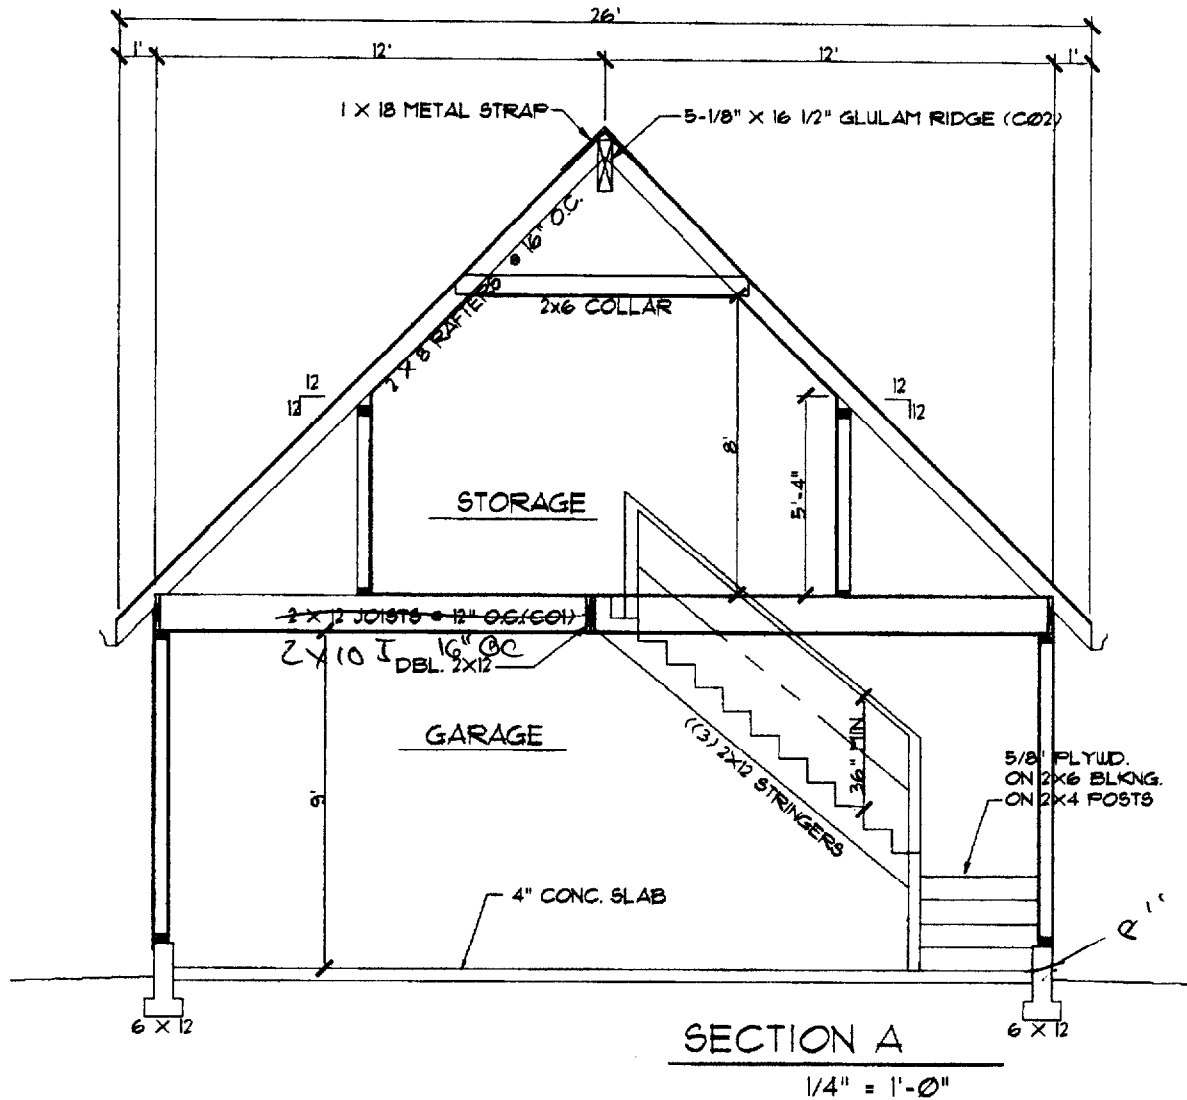 26'
1'
12'
12'
1'
1 X 18 METAL STRAP
5-1/8" X 16 1/2" GLULAM RIDGE (C02)
2 X 8 RAFTERS @ 16" O.C.
2x6 COLLAR
12
12
12
12
8'
5'-4"
STORAGE
2 X 12 JOISTS @ 12" O.C.(C01)
2X10 I 16" OC
DBL. 2X12
GARAGE
((3) 2X12 STRINGERS
36" MIN
5/8" PLYWD.
ON 2X6 BLKNG.
ON 2X4 POSTS
9'
4" CONC. SLAB
6 X 12
6 X 12
SECTION A
1/4" = 1'-0"